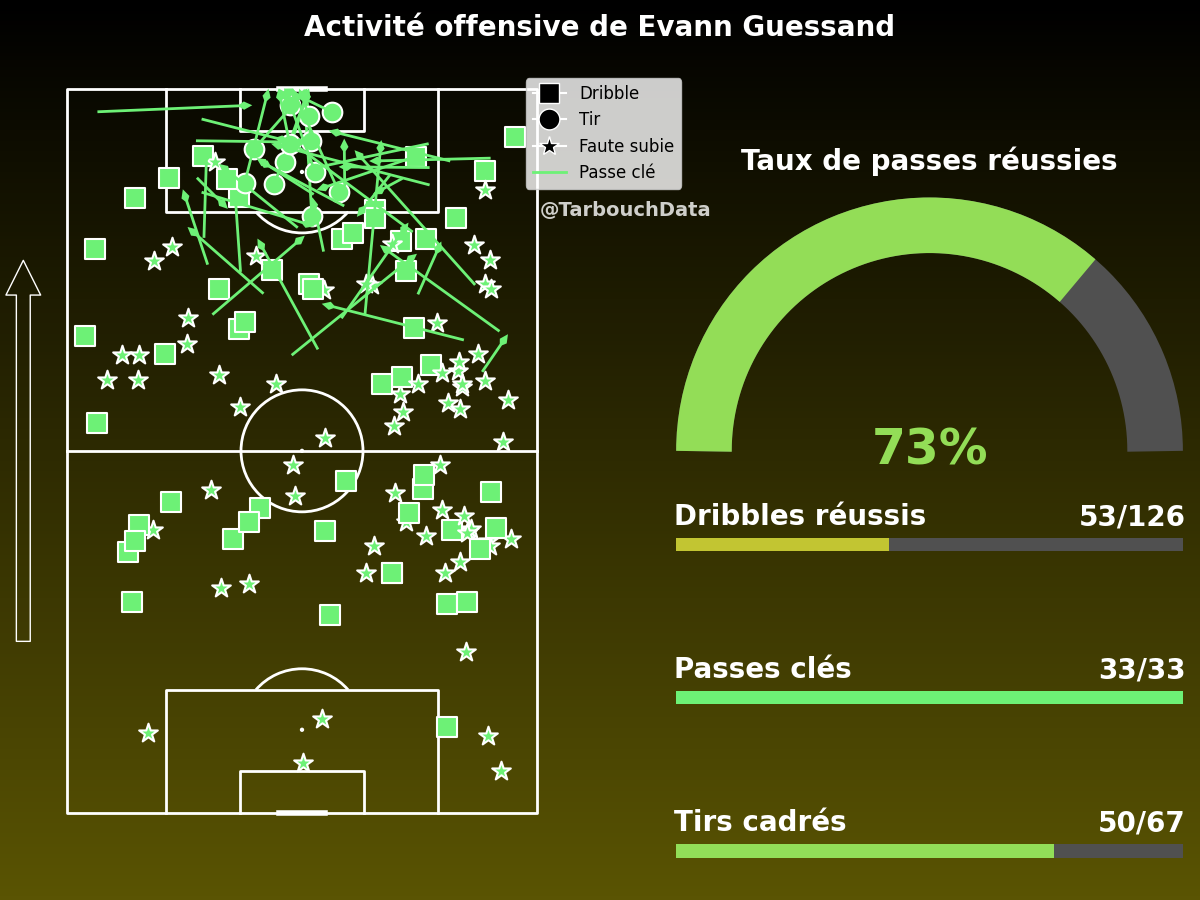 Activité offensive de Evann Guessand
Dribble
Tir
Faute subie
Passe clé
@TarbouchData
Taux de passes réussies
73%
Dribbles réussis 53/126
Passes clés 33/33
Tirs cadrés 50/67